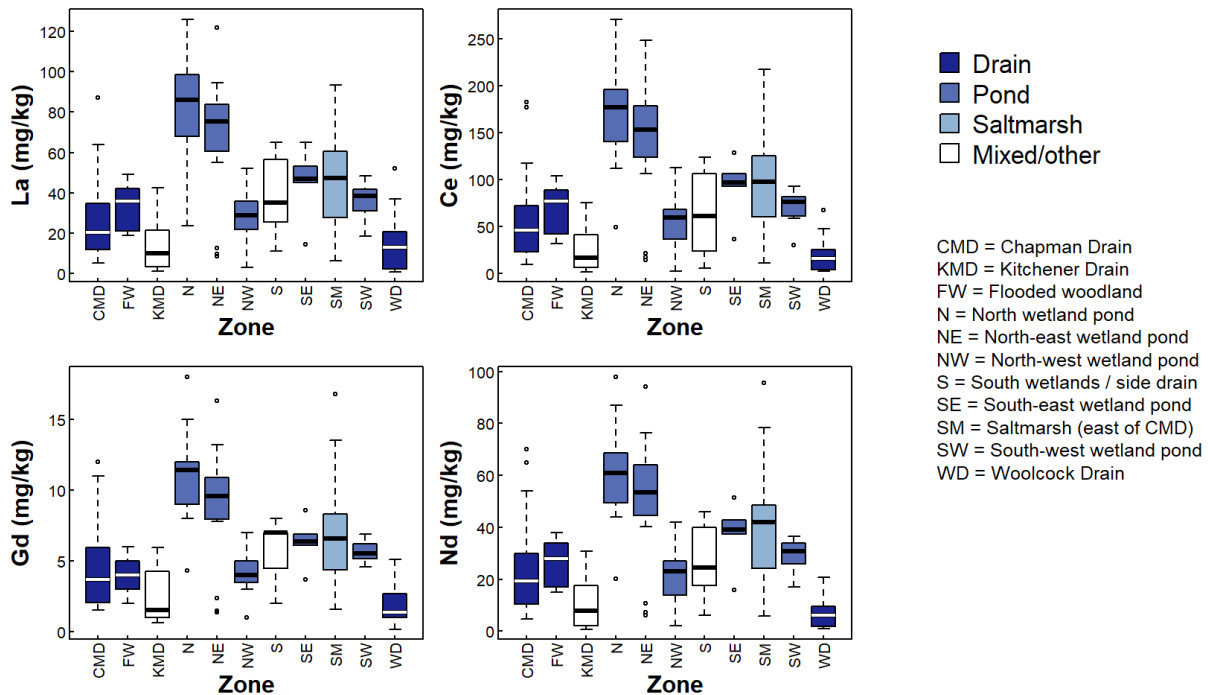 La (mg/kg)
0
20
40
60
80
100
120
CMD
FW
KMD
N
NE
NW
S
SE
SM
SW
WD
Zone
Ce (mg/kg)
0
50
100
150
200
250
CMD
FW
KMD
N
NE
NW
S
SE
SM
SW
WD
Zone
Drain
Pond
Saltmarsh
Mixed/other
CMD = Chapman Drain
KMD = Kitchener Drain
FW = Flooded woodland
N = North wetland pond
NE = North-east wetland pond
NW = North-west wetland pond
S = South wetlands / side drain
SE = South-east wetland pond
SM = Saltmarsh (east of CMD)
SW = South-west wetland pond
WD = Woolcock Drain
Gd (mg/kg)
0
5
10
15
CMD
FW
KMD
N
NE
NW
S
SE
SM
SW
WD
Zone
Nd (mg/kg)
0
20
40
60
80
100
CMD
FW
KMD
N
NE
NW
S
SE
SM
SW
WD
Zone